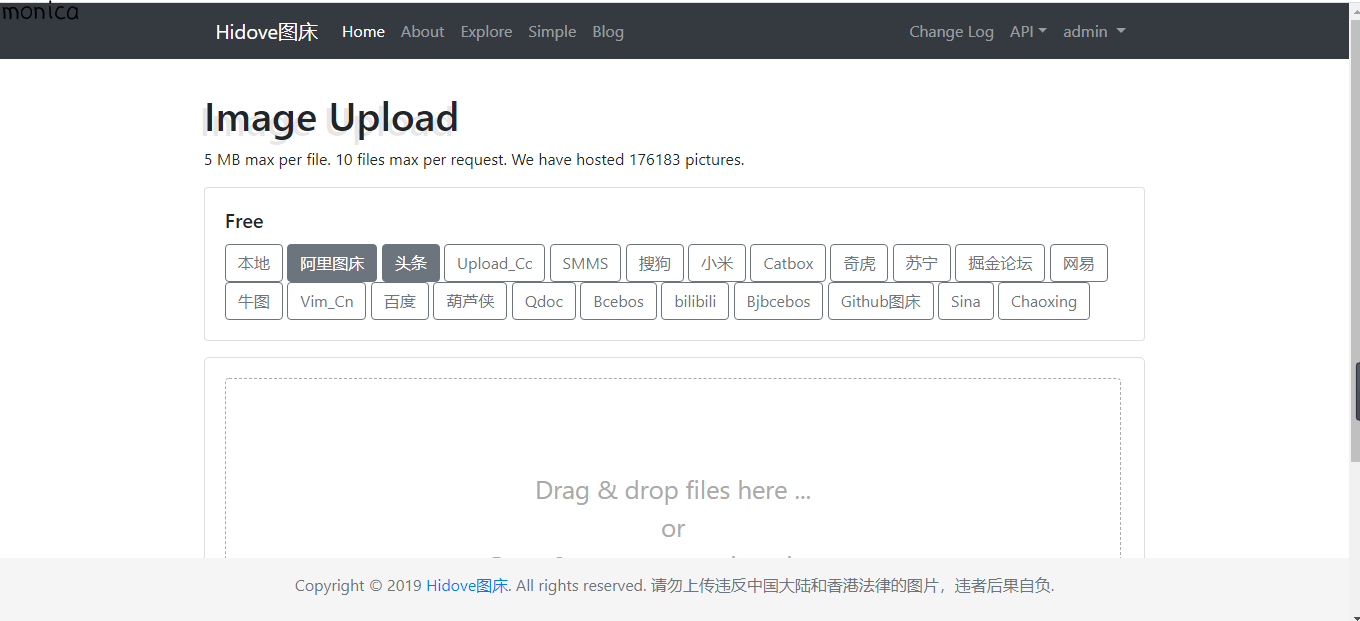 monica
Hidove图床 Home About Explore Simple Blog Change Log API admin
Image Upload
5 MB max per file. 10 files max per request. We have hosted 176183 pictures.
Free
本地 阿里图床 头条 Upload_Cc SMMS 搜狗 小米 Catbox 奇虎 苏宁 掘金论坛 网易
牛图 Vim_Cn 百度 葫芦侠 Qdoc Bcebos bilibili Bjbcebos Github图床 Sina Chaoxing
Drag & drop files here ...
or
Copyright © 2019 Hidove图床. All rights reserved. 请勿上传违反中国大陆和香港法律的图片，违者后果自负.